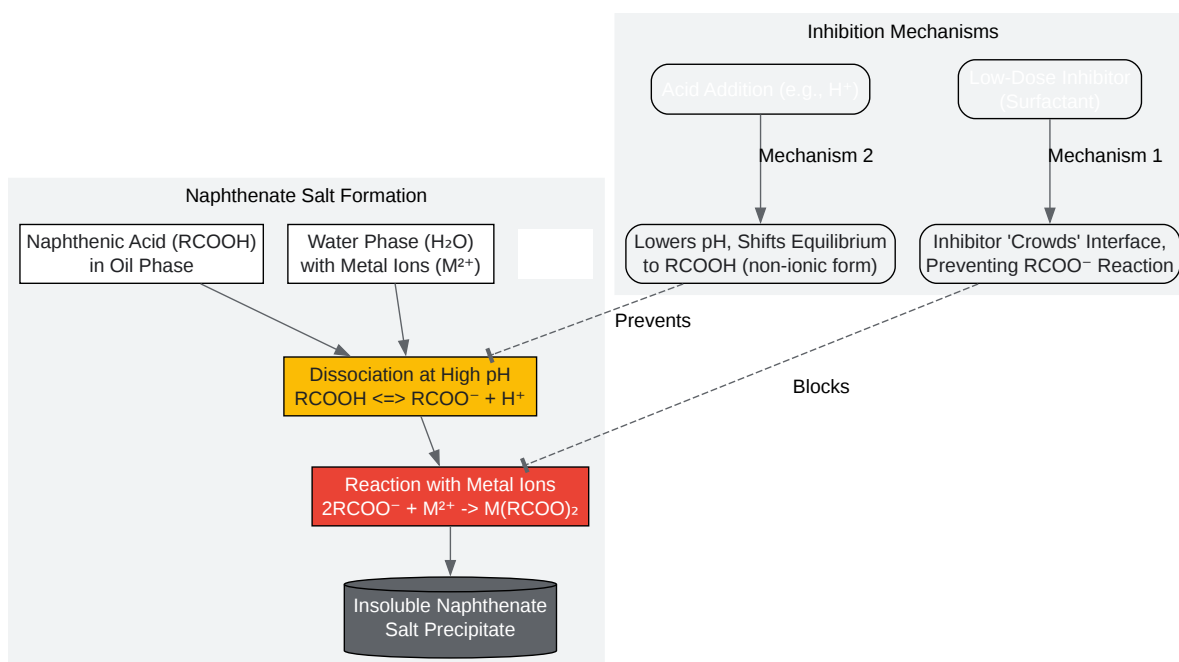 Inhibition Mechanisms
Acid Addition (e.g., H⁺)
Low-Dose Inhibitor
(Surfactant)
Mechanism 2
Mechanism 1
Lowers pH, Shifts Equilibrium
to RCOOH (non-ionic form)
Inhibitor 'Crowds' Interface,
Preventing RCOO⁻ Reaction
Naphthenate Salt Formation
Naphthenic Acid (RCOOH)
in Oil Phase
Water Phase (H₂O)
with Metal Ions (M²⁺)
Prevents
Blocks
Dissociation at High pH
RCOOH <=> RCOO⁻ + H⁺
Reaction with Metal Ions
2RCOO⁻ + M²⁺ -> M(RCOO)₂
Insoluble Naphthenate
Salt Precipitate